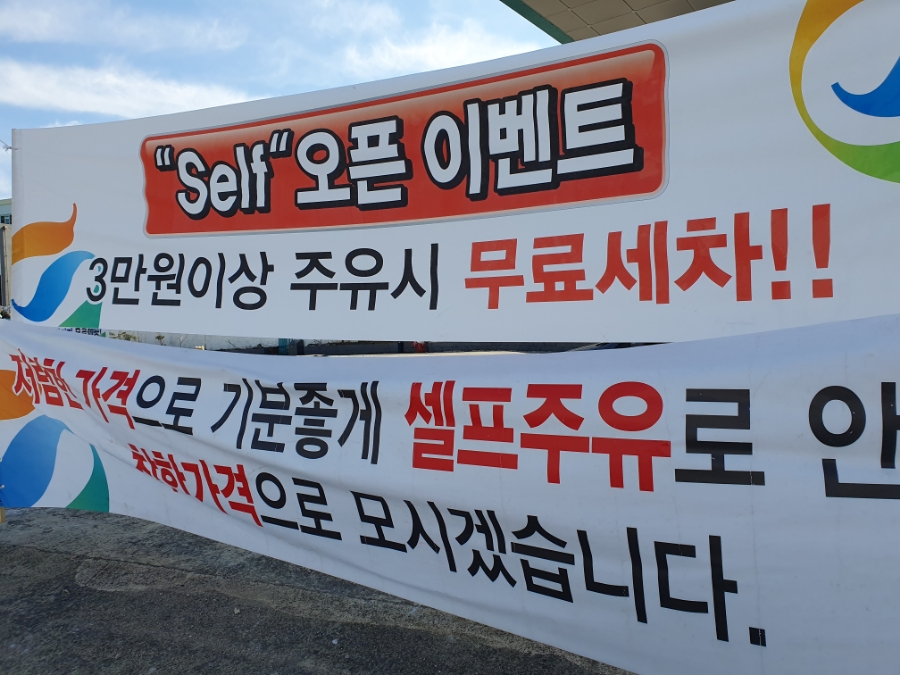 “Self“ 오픈 이벤트
3만원이상 주유시 무료세차!!
저렴한 가격으로 기분좋게 셀프주유로 안
착한가격으로 모시겠습니다.